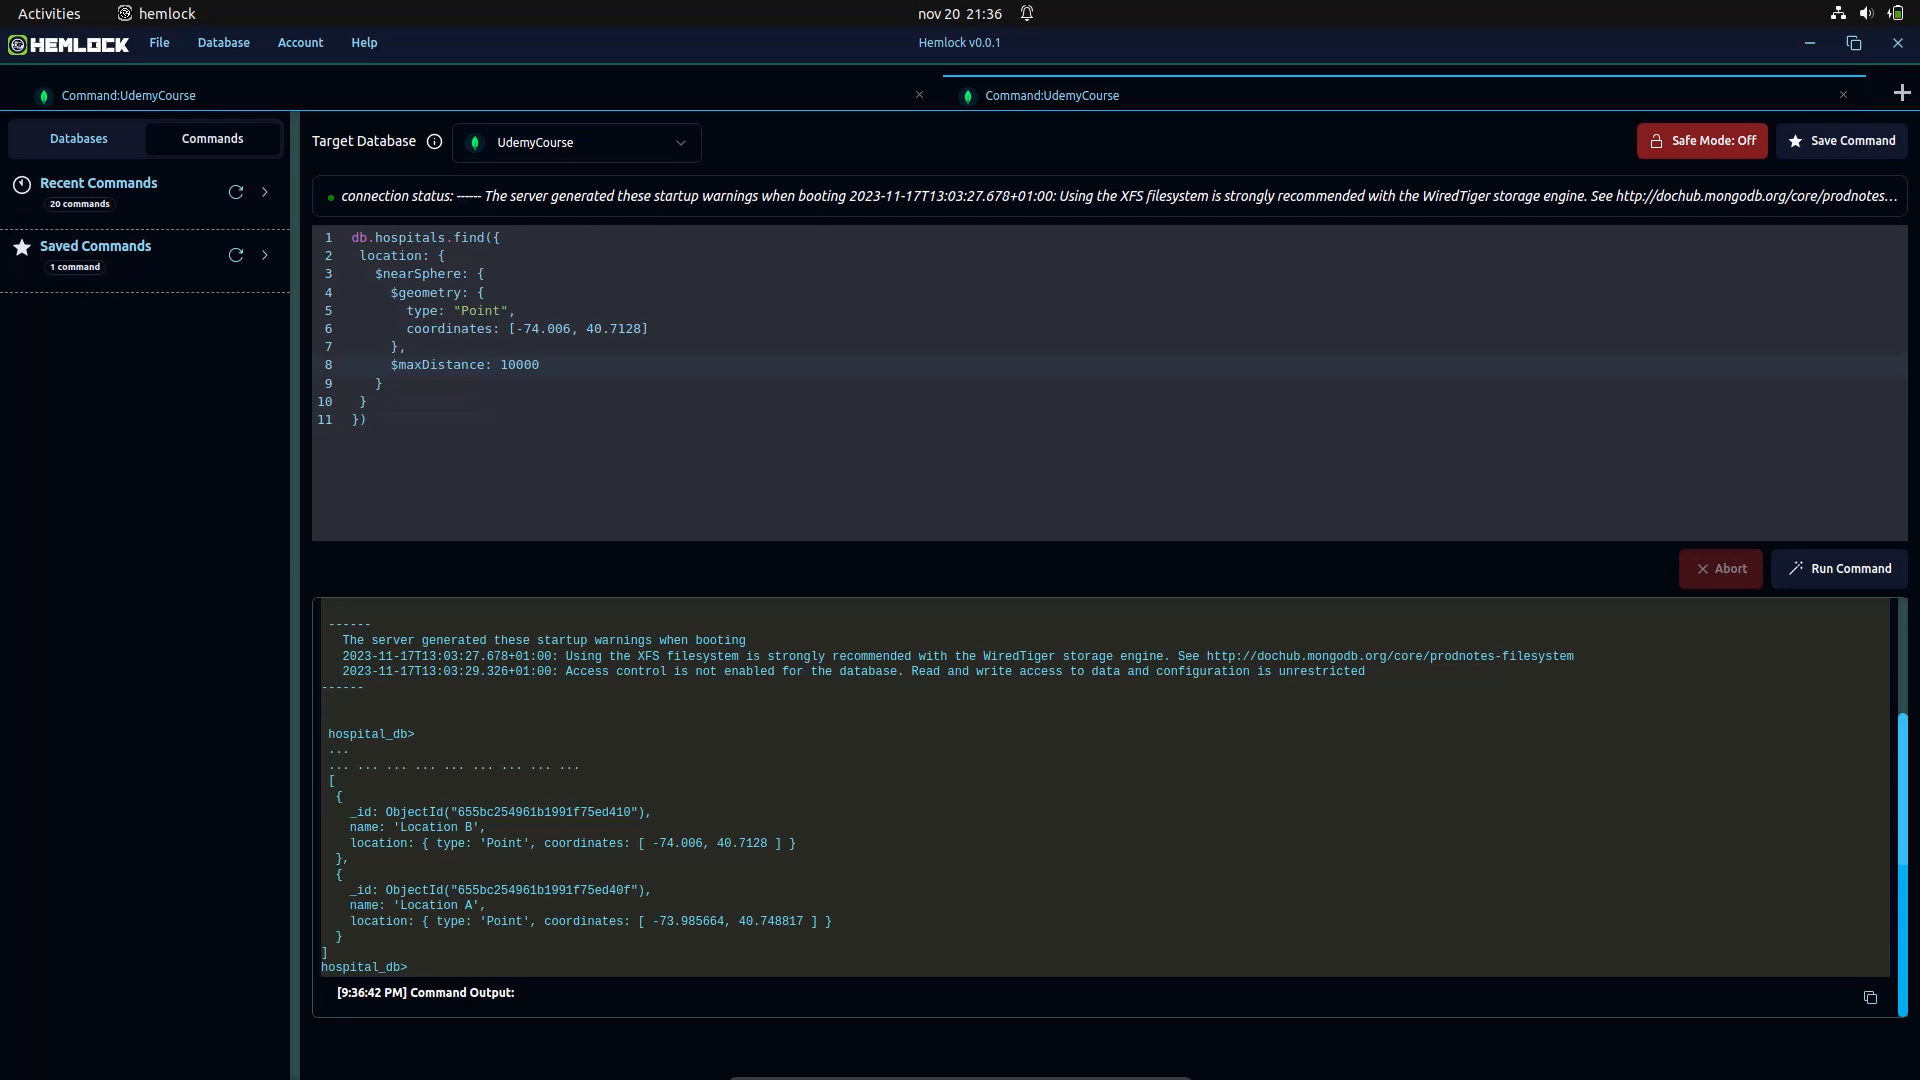 Activities
hemlock
nov 20 21:36
HEMLOCK
File
Database
Account
Help
Hemlock v0.0.1
Command:UdemyCourse
Command:UdemyCourse
Databases
Commands
Recent Commands
20 commands
Saved Commands
1 command
Target Database
UdemyCourse
Safe Mode: Off
Save Command
connection status: ------ The server generated these startup warnings when booting 2023-11-17T13:03:27.678+01:00: Using the XFS filesystem is strongly recommended with the WiredTiger storage engine. See http://dochub.mongodb.org/core/prodnotes...
1 db.hospitals.find({
2  location: {
3    $nearSphere: {
4      $geometry: {
5        type: "Point",
6        coordinates: [-74.006, 40.7128]
7      },
8      $maxDistance: 10000
9    }
10  }
11 })
Abort
Run Command
------
The server generated these startup warnings when booting
2023-11-17T13:03:27.678+01:00: Using the XFS filesystem is strongly recommended with the WiredTiger storage engine. See http://dochub.mongodb.org/core/prodnotes-filesystem
2023-11-17T13:03:29.326+01:00: Access control is not enabled for the database. Read and write access to data and configuration is unrestricted
------
hospital_db>
...
... ... ... ... ... ... ... ... ...
[
{
_id: ObjectId("655bc254961b1991f75ed410"),
name: 'Location B',
location: { type: 'Point', coordinates: [ -74.006, 40.7128 ] }
},
{
_id: ObjectId("655bc254961b1991f75ed40f"),
name: 'Location A',
location: { type: 'Point', coordinates: [ -73.985664, 40.748817 ] }
}
]
hospital_db>
[9:36:42 PM] Command Output: